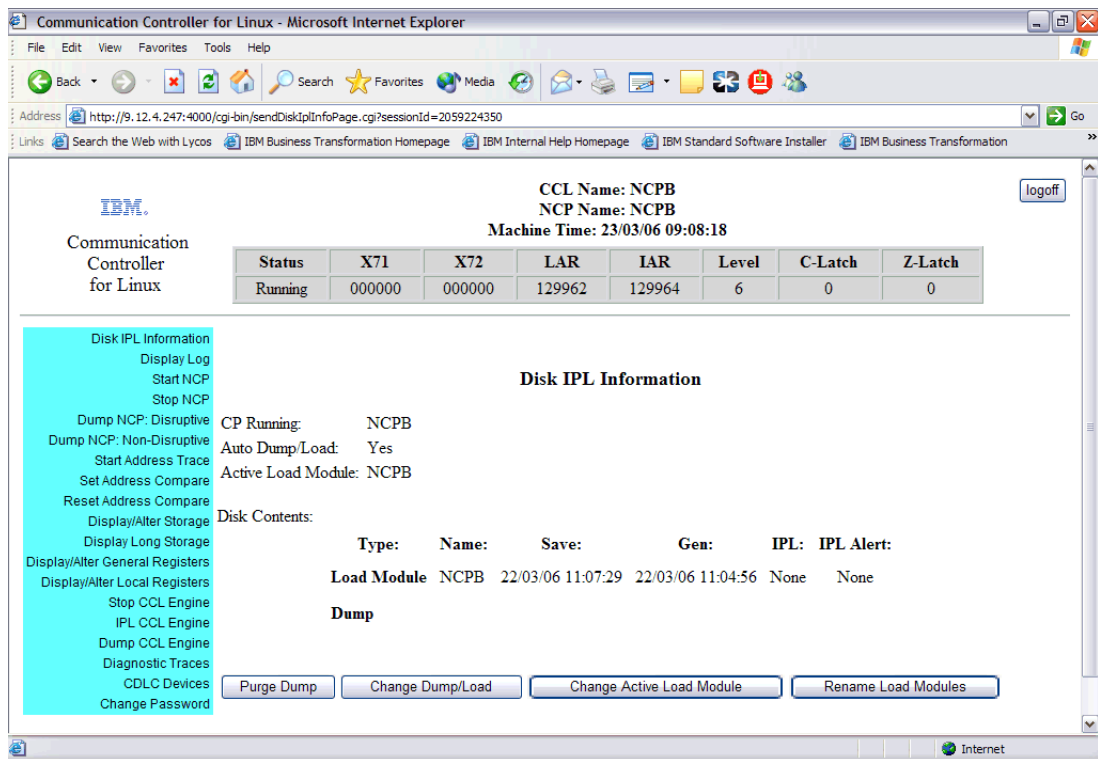 Communication Controller for Linux - Microsoft Internet Explorer
File Edit View Favorites Tools Help
Back Search Favorites Media
Address http://9.12.4.247:4000/cgi-bin/sendDiskIplInfoPage.cgi?sessionId=2059224350 Go
Links Search the Web with Lycos IBM Business Transformation Homepage IBM Internal Help Homepage IBM Standard Software Installer IBM Business Transformation »
IBM®
Communication
Controller
for Linux
CCL Name: NCPB
NCP Name: NCPB
Machine Time: 23/03/06 09:08:18
logoff
Status X71 X72 LAR IAR Level C-Latch Z-Latch
Running 000000 000000 129962 129964 6 0 0
Disk IPL Information
Display Log
Start NCP
Stop NCP
Dump NCP: Disruptive
Dump NCP: Non-Disruptive
Start Address Trace
Set Address Compare
Reset Address Compare
Display/Alter Storage
Display Long Storage
Display/Alter General Registers
Display/Alter Local Registers
Stop CCL Engine
IPL CCL Engine
Dump CCL Engine
Diagnostic Traces
CDLC Devices
Change Password
Disk IPL Information
CP Running: NCPB
Auto Dump/Load: Yes
Active Load Module: NCPB
Disk Contents:
Type: Name: Save: Gen: IPL: IPL Alert:
Load Module NCPB 22/03/06 11:07:29 22/03/06 11:04:56 None None
Dump
Purge Dump Change Dump/Load Change Active Load Module Rename Load Modules
Internet